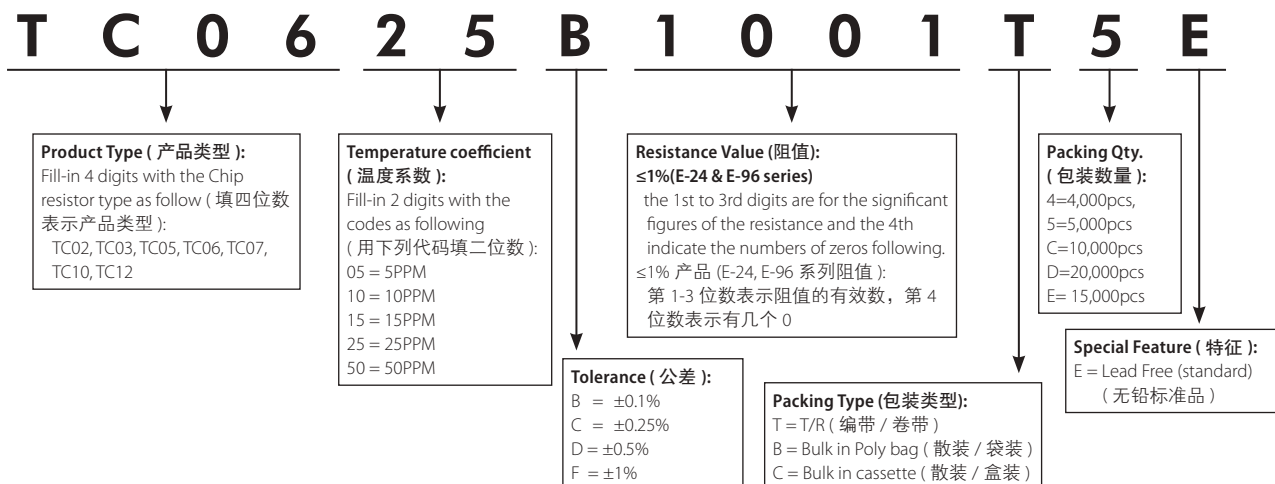 T C 0 6 2 5 B 1 0 0 1 T 5 E
Product Type ( 产品类型 ):
Fill-in 4 digits with the Chip
resistor type as follow ( 填四位数
表示产品类型 ):
TC02, TC03, TC05, TC06, TC07,
TC10, TC12
Temperature coefficient
( 温度系数 ):
Fill-in 2 digits with the
codes as following
( 用下列代码填二位数 ):
05 = 5PPM
10 = 10PPM
15 = 15PPM
25 = 25PPM
50 = 50PPM
Tolerance ( 公差 ):
B = ±0.1%
C = ±0.25%
D = ±0.5%
F = ±1%
Resistance Value (阻值):
≤1%(E-24 & E-96 series)
the 1st to 3rd digits are for the significant
figures of the resistance and the 4th
indicate the numbers of zeros following.
≤1% 产品 (E-24, E-96 系列阻值 ):
第 1-3 位数表示阻值的有效数，第 4
位数表示有几个 0
Packing Type (包装类型):
T = T/R ( 编带 / 卷带 )
B = Bulk in Poly bag ( 散装 / 袋装 )
C = Bulk in cassette ( 散装 / 盒装 )
Packing Qty.
( 包装数量 ):
4=4,000pcs,
5=5,000pcs
C=10,000pcs
D=20,000pcs
E= 15,000pcs
Special Feature ( 特征 ):
E = Lead Free (standard)
( 无铅标准品 )